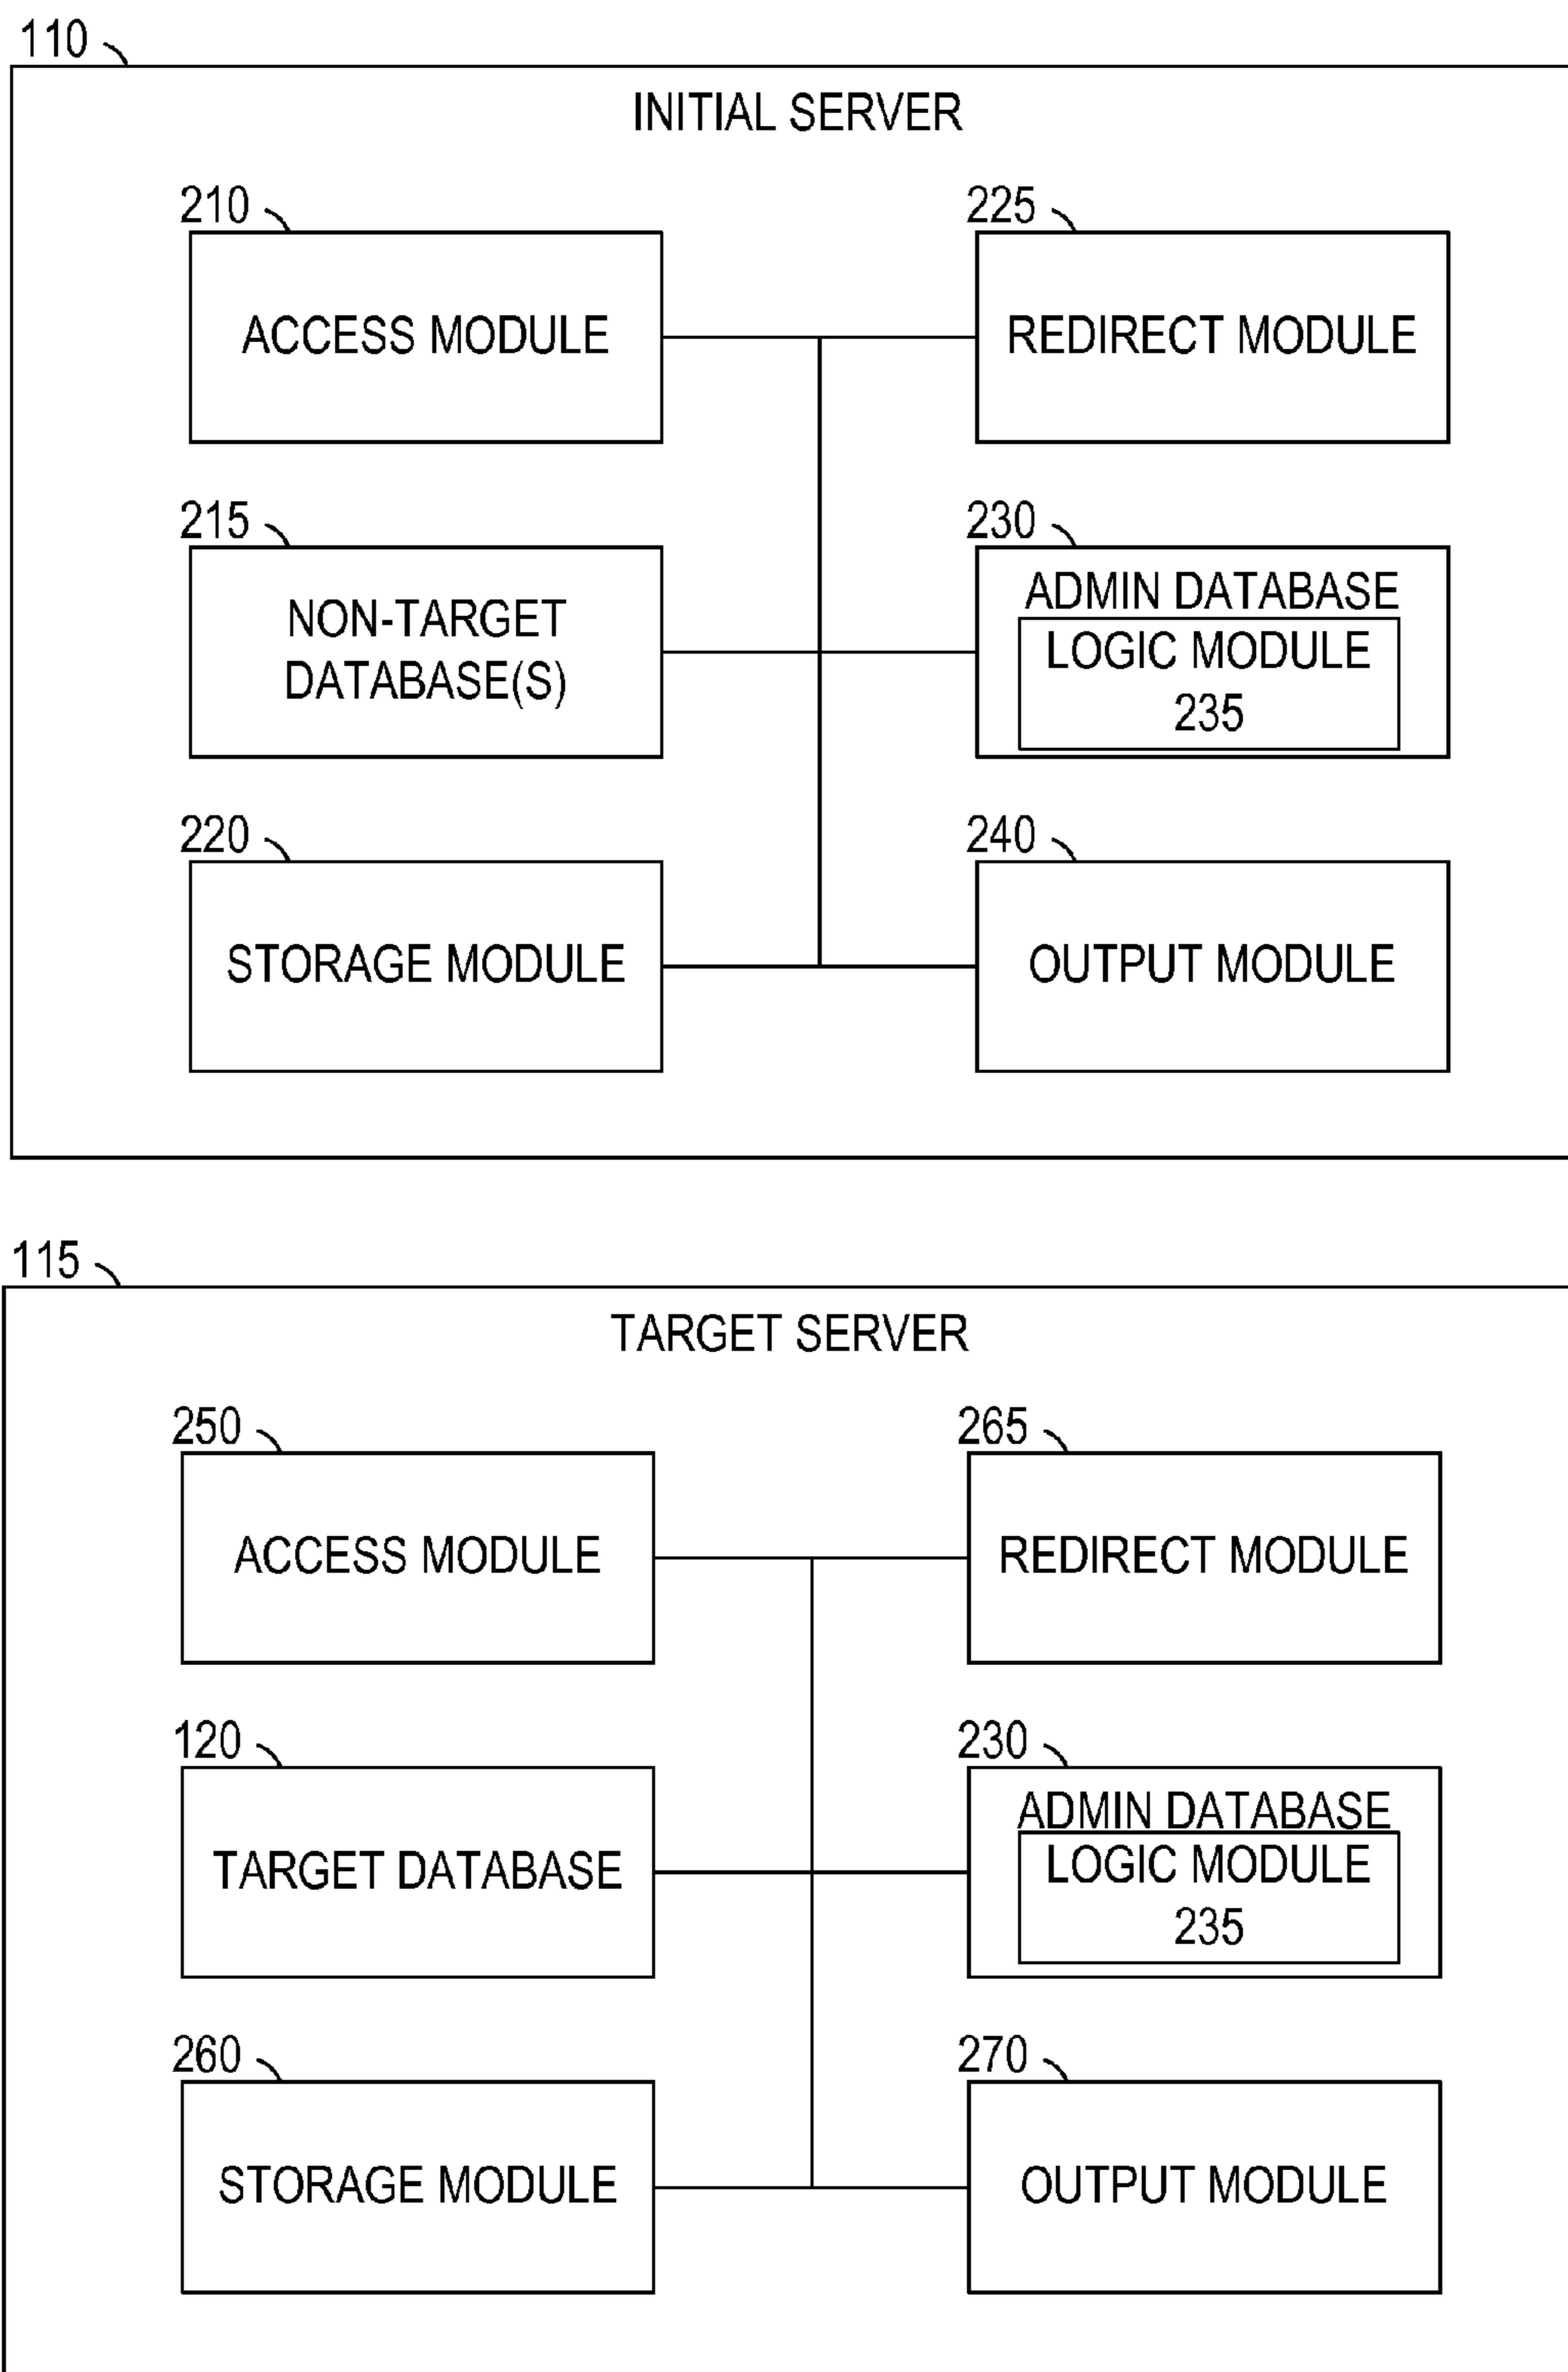 110
INITIAL SERVER
210
ACCESS MODULE
225
REDIRECT MODULE
215
NON-TARGET
DATABASE(S)
230
ADMIN DATABASE
LOGIC MODULE
235
220
STORAGE MODULE
240
OUTPUT MODULE
115
TARGET SERVER
250
ACCESS MODULE
265
REDIRECT MODULE
120
TARGET DATABASE
230
ADMIN DATABASE
LOGIC MODULE
235
260
STORAGE MODULE
270
OUTPUT MODULE